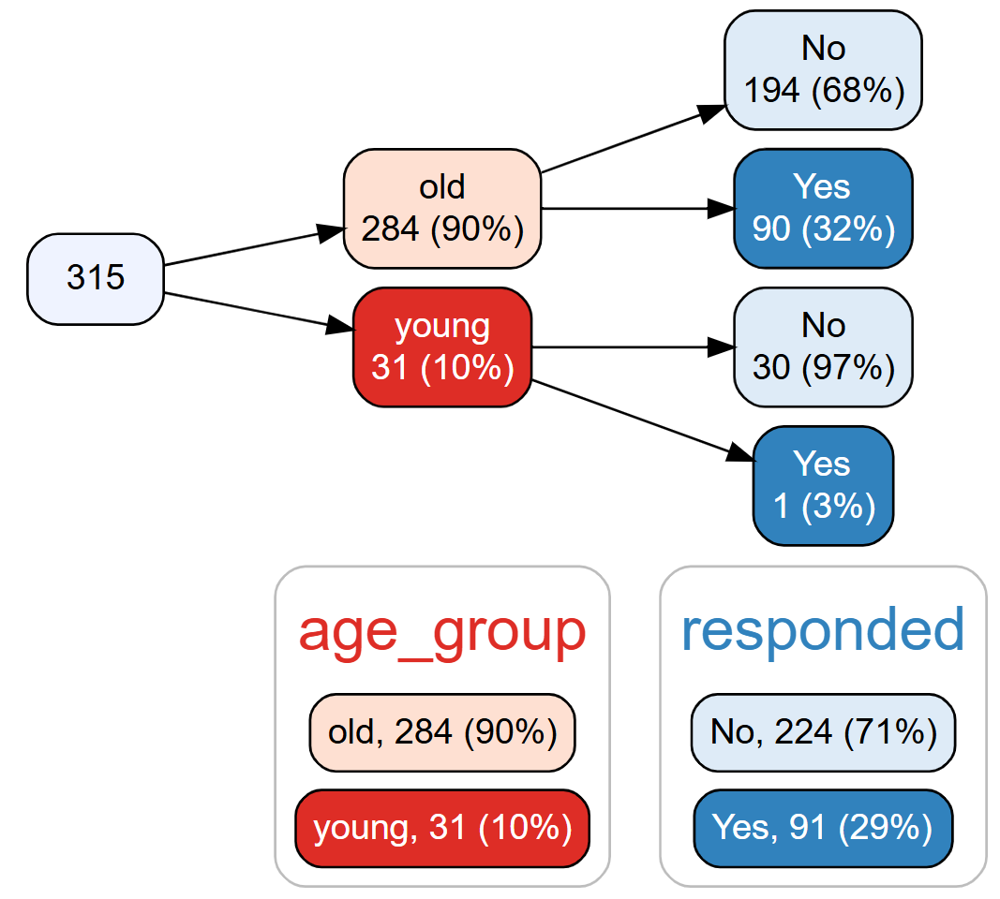 315
old
284 (90%)
young
31 (10%)
No
194 (68%)
Yes
90 (32%)
No
30 (97%)
Yes
1 (3%)
age_group
old, 284 (90%)
young, 31 (10%)
responded
No, 224 (71%)
Yes, 91 (29%)